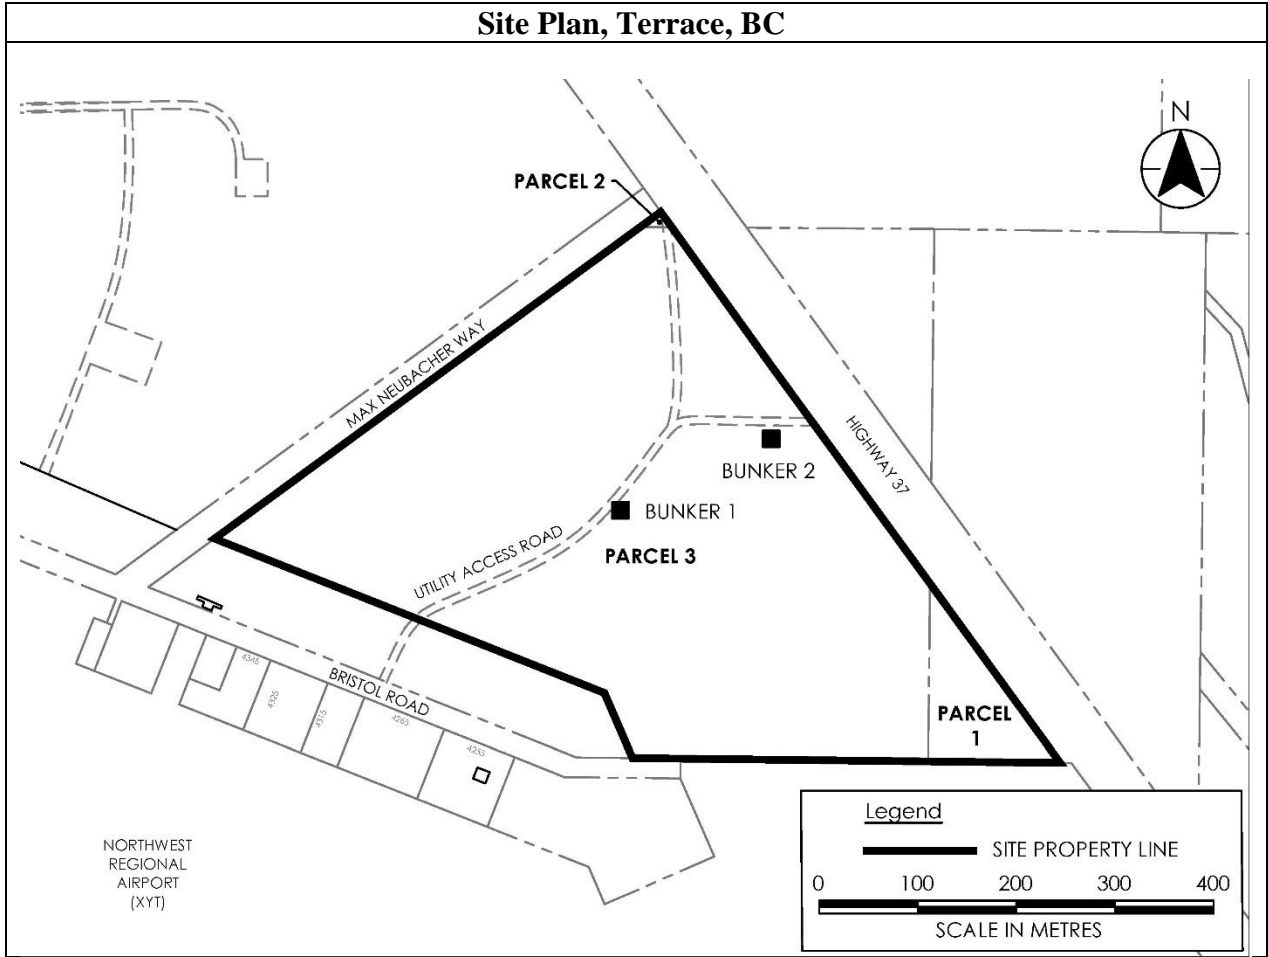 Site Plan, Terrace, BC
N
PARCEL 2
MAX NEUBACHER WAY
HIGHWAY 37
BUNKER 2
BUNKER 1
PARCEL 3
UTILITY ACCESS ROAD
BRISTOL ROAD
4345
4325
4315
4265
4255
PARCEL
1
NORTHWEST
REGIONAL
AIRPORT
(XYT)
Legend
SITE PROPERTY LINE
0 100 200 300 400
SCALE IN METRES